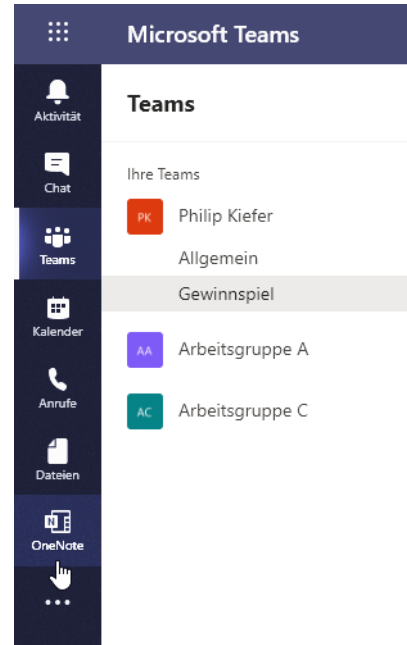 Microsoft Teams
Aktivität
Chat
Teams
Kalender
Anrufe
Dateien
OneNote
Teams
Ihre Teams
PK Philip Kiefer
Allgemein
Gewinnspiel
AA Arbeitsgruppe A
AC Arbeitsgruppe C